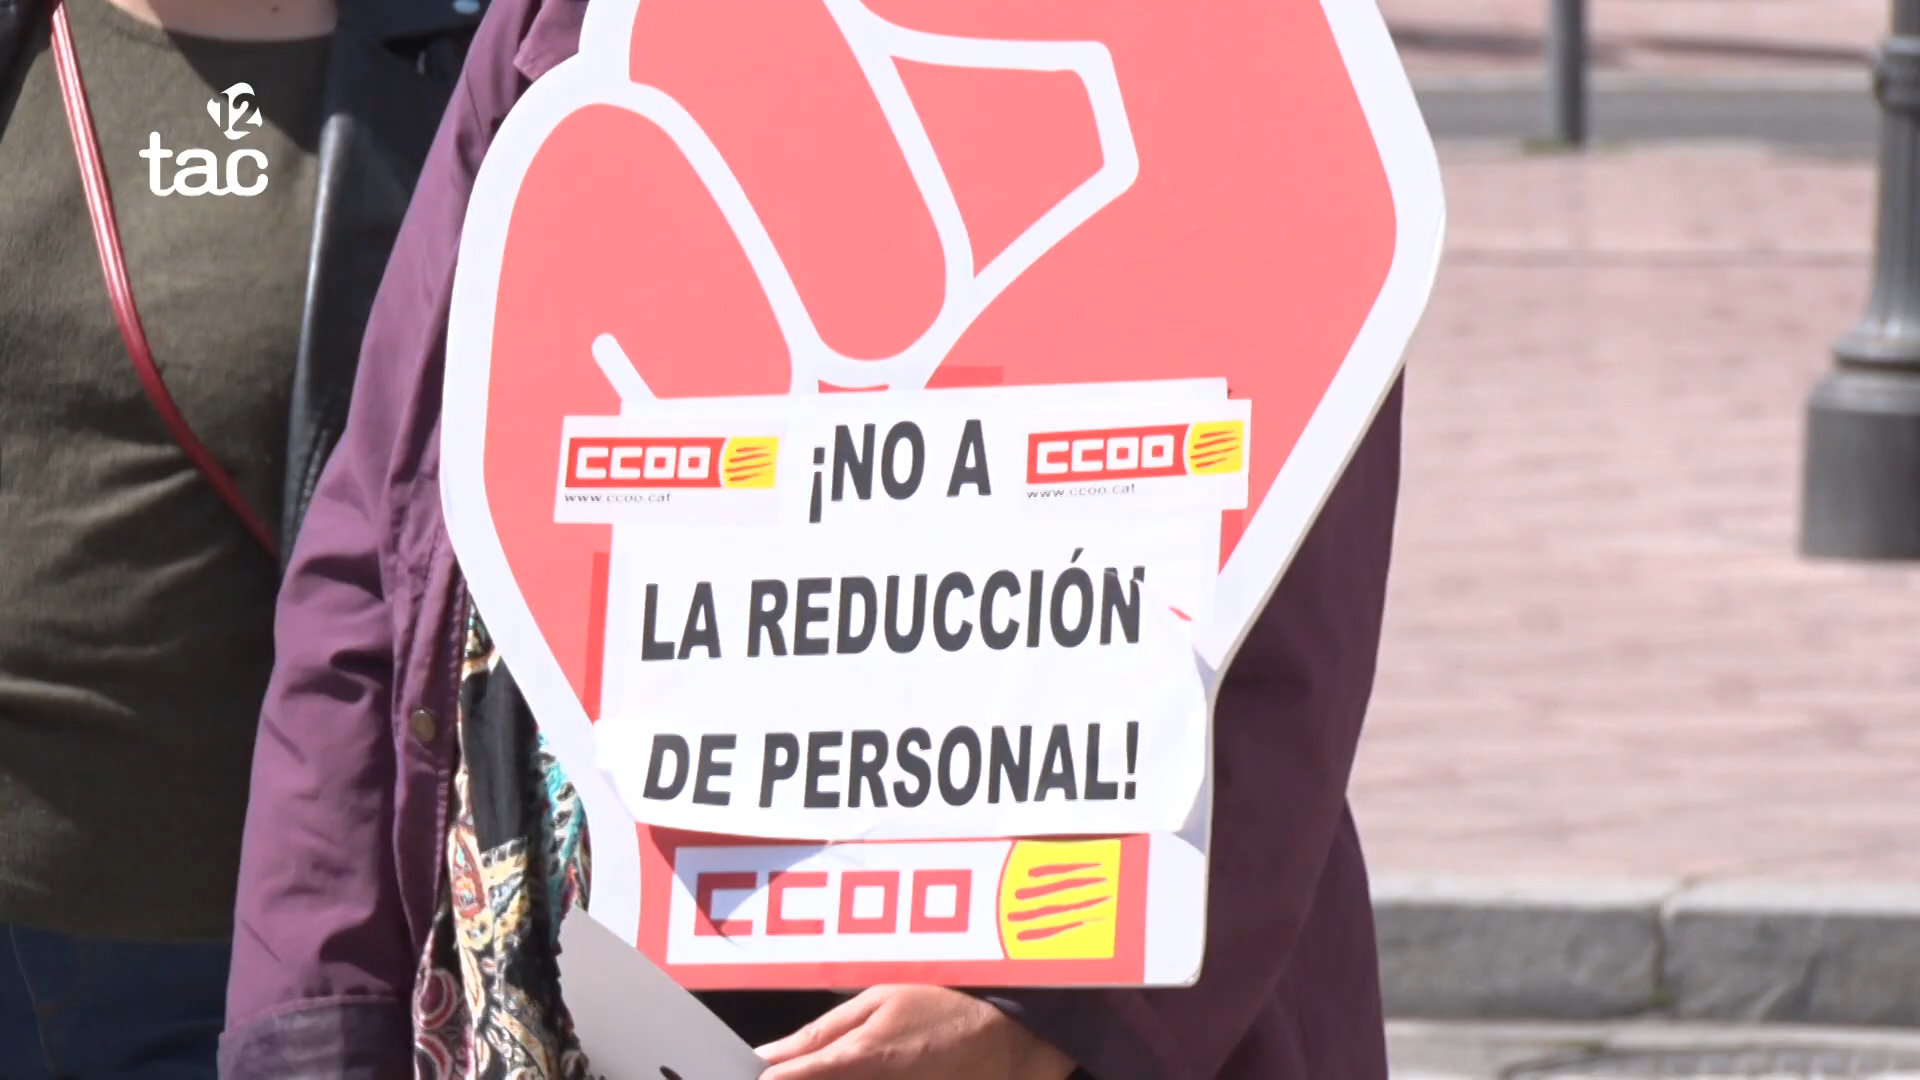 12
tac
CCOO ¡NO A CCOO
www.ccoo.cat www.ccoo.cat
LA REDUCCIÓN
DE PERSONAL!
CCOO